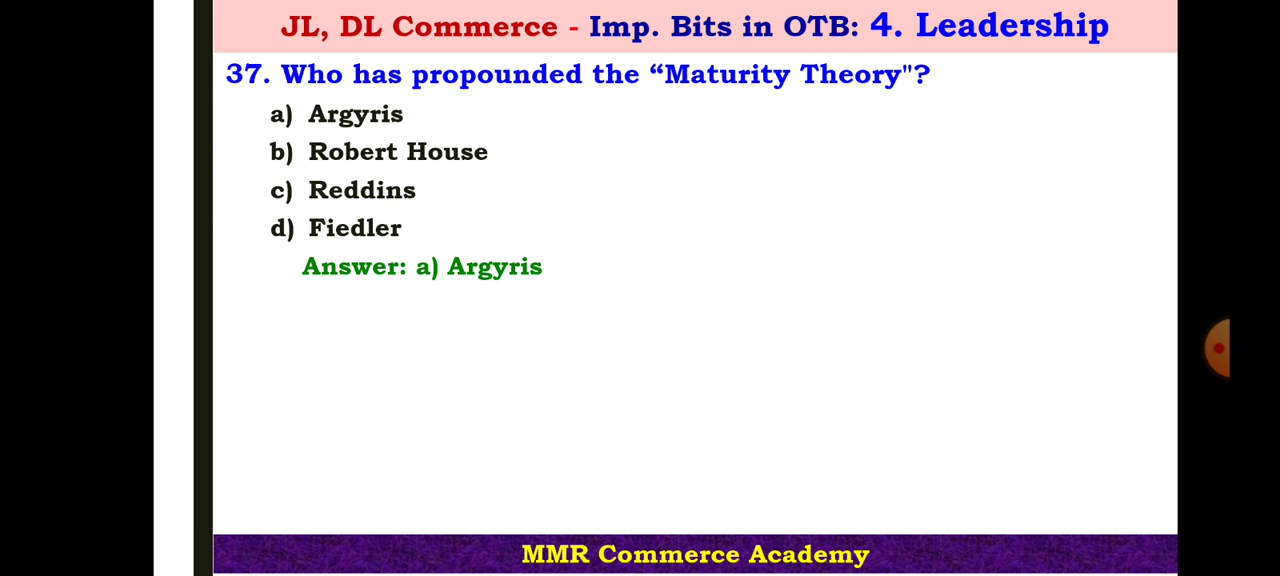 JL, DL Commerce - Imp. Bits in OTB: 4. Leadership
37. Who has propounded the “Maturity Theory"?
a) Argyris
b) Robert House
c) Reddins
d) Fiedler
Answer: a) Argyris
MMR Commerce Academy